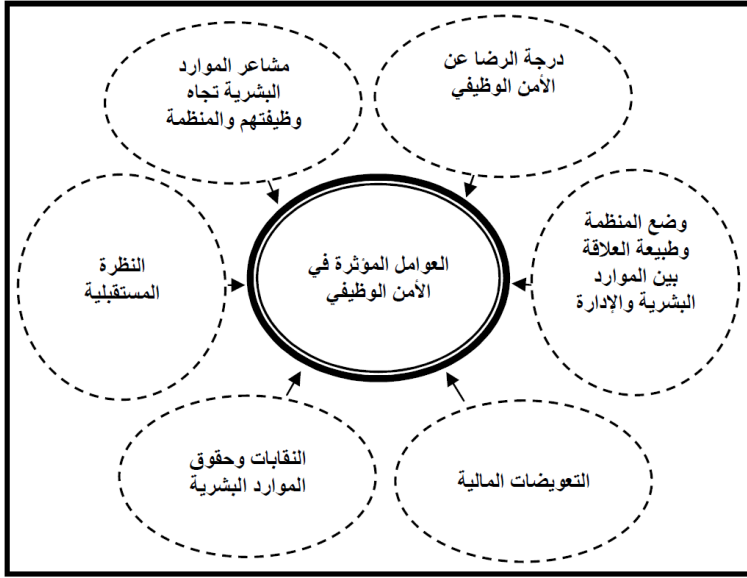 درجة الرضا عن
الأمن الوظيفي
مشاعر الموارد
البشرية تجاه
وظيفتهم والمنظمة
وضع المنظمة
وطبيعة العلاقة
بين الموارد
البشرية والإدارة
العوامل المؤثرة في
الأمن الوظيفي
النظرة
المستقبلية
التعويضات المالية
النقابات وحقوق
الموارد البشرية